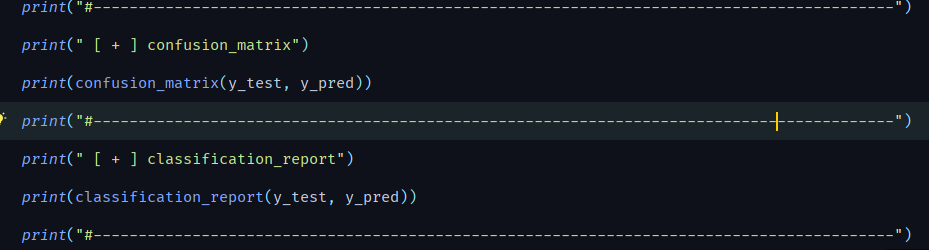 print("#-----------------------------------------------------------------------------------------")
print(" [ + ] confusion_matrix")
print(confusion_matrix(y_test, y_pred))
print("#-----------------------------------------------------------------------------------------")
print(" [ + ] classification_report")
print(classification_report(y_test, y_pred))
print("#-----------------------------------------------------------------------------------------")